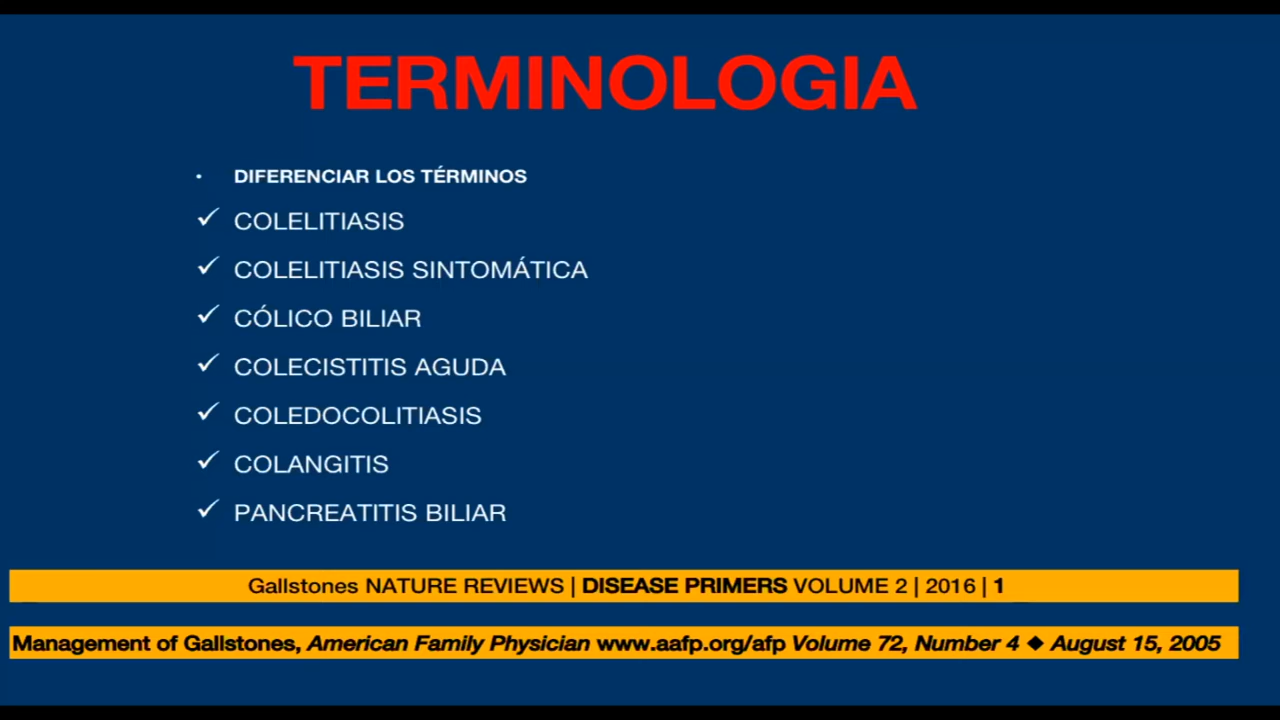 TERMINOLOGIA
• DIFERENCIAR LOS TÉRMINOS
✓ COLELITIASIS
✓ COLELITIASIS SINTOMÁTICA
✓ CÓLICO BILIAR
✓ COLECISTITIS AGUDA
✓ COLEDOCOLITIASIS
✓ COLANGITIS
✓ PANCREATITIS BILIAR
Gallstones NATURE REVIEWS | DISEASE PRIMERS VOLUME 2 | 2016 | 1
Management of Gallstones, American Family Physician www.aafp.org/afp Volume 72, Number 4 ◆ August 15, 2005